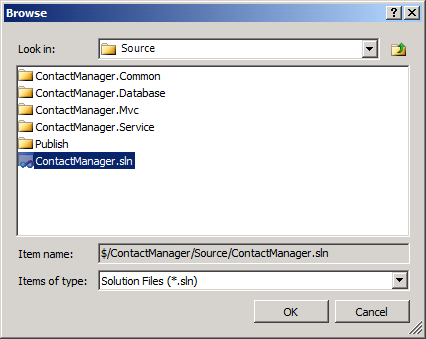 Browse
Look in: Source
ContactManager.Common
ContactManager.Database
ContactManager.Mvc
ContactManager.Service
Publish
ContactManager.sln
Item name: $/ContactManager/Source/ContactManager.sln
Items of type: Solution Files (*.sln)
OK Cancel